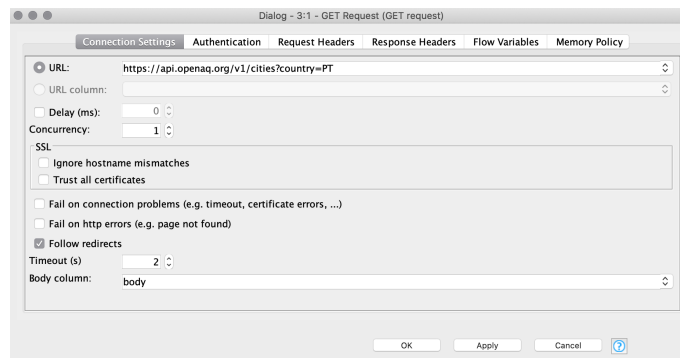 Dialog - 3:1 - GET Request (GET request)
Connection Settings Authentication Request Headers Response Headers Flow Variables Memory Policy
URL: https://api.openaq.org/v1/cities?country=PT
URL column:
Delay (ms): 0
Concurrency: 1
SSL
Ignore hostname mismatches
Trust all certificates
Fail on connection problems (e.g. timeout, certificate errors, ...)
Fail on http errors (e.g. page not found)
Follow redirects
Timeout (s) 2
Body column: body
OK Apply Cancel ?